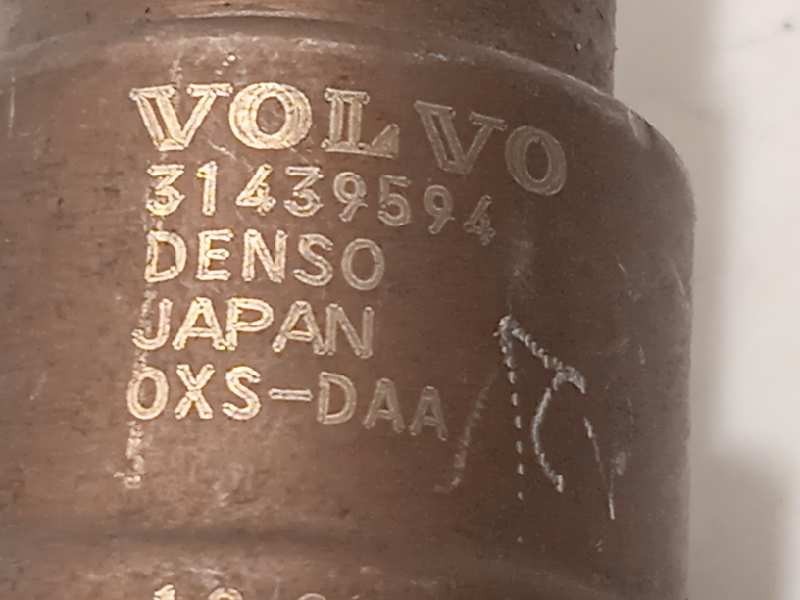 VOLVO
31439594
DENSO
JAPAN
OXS-DAA